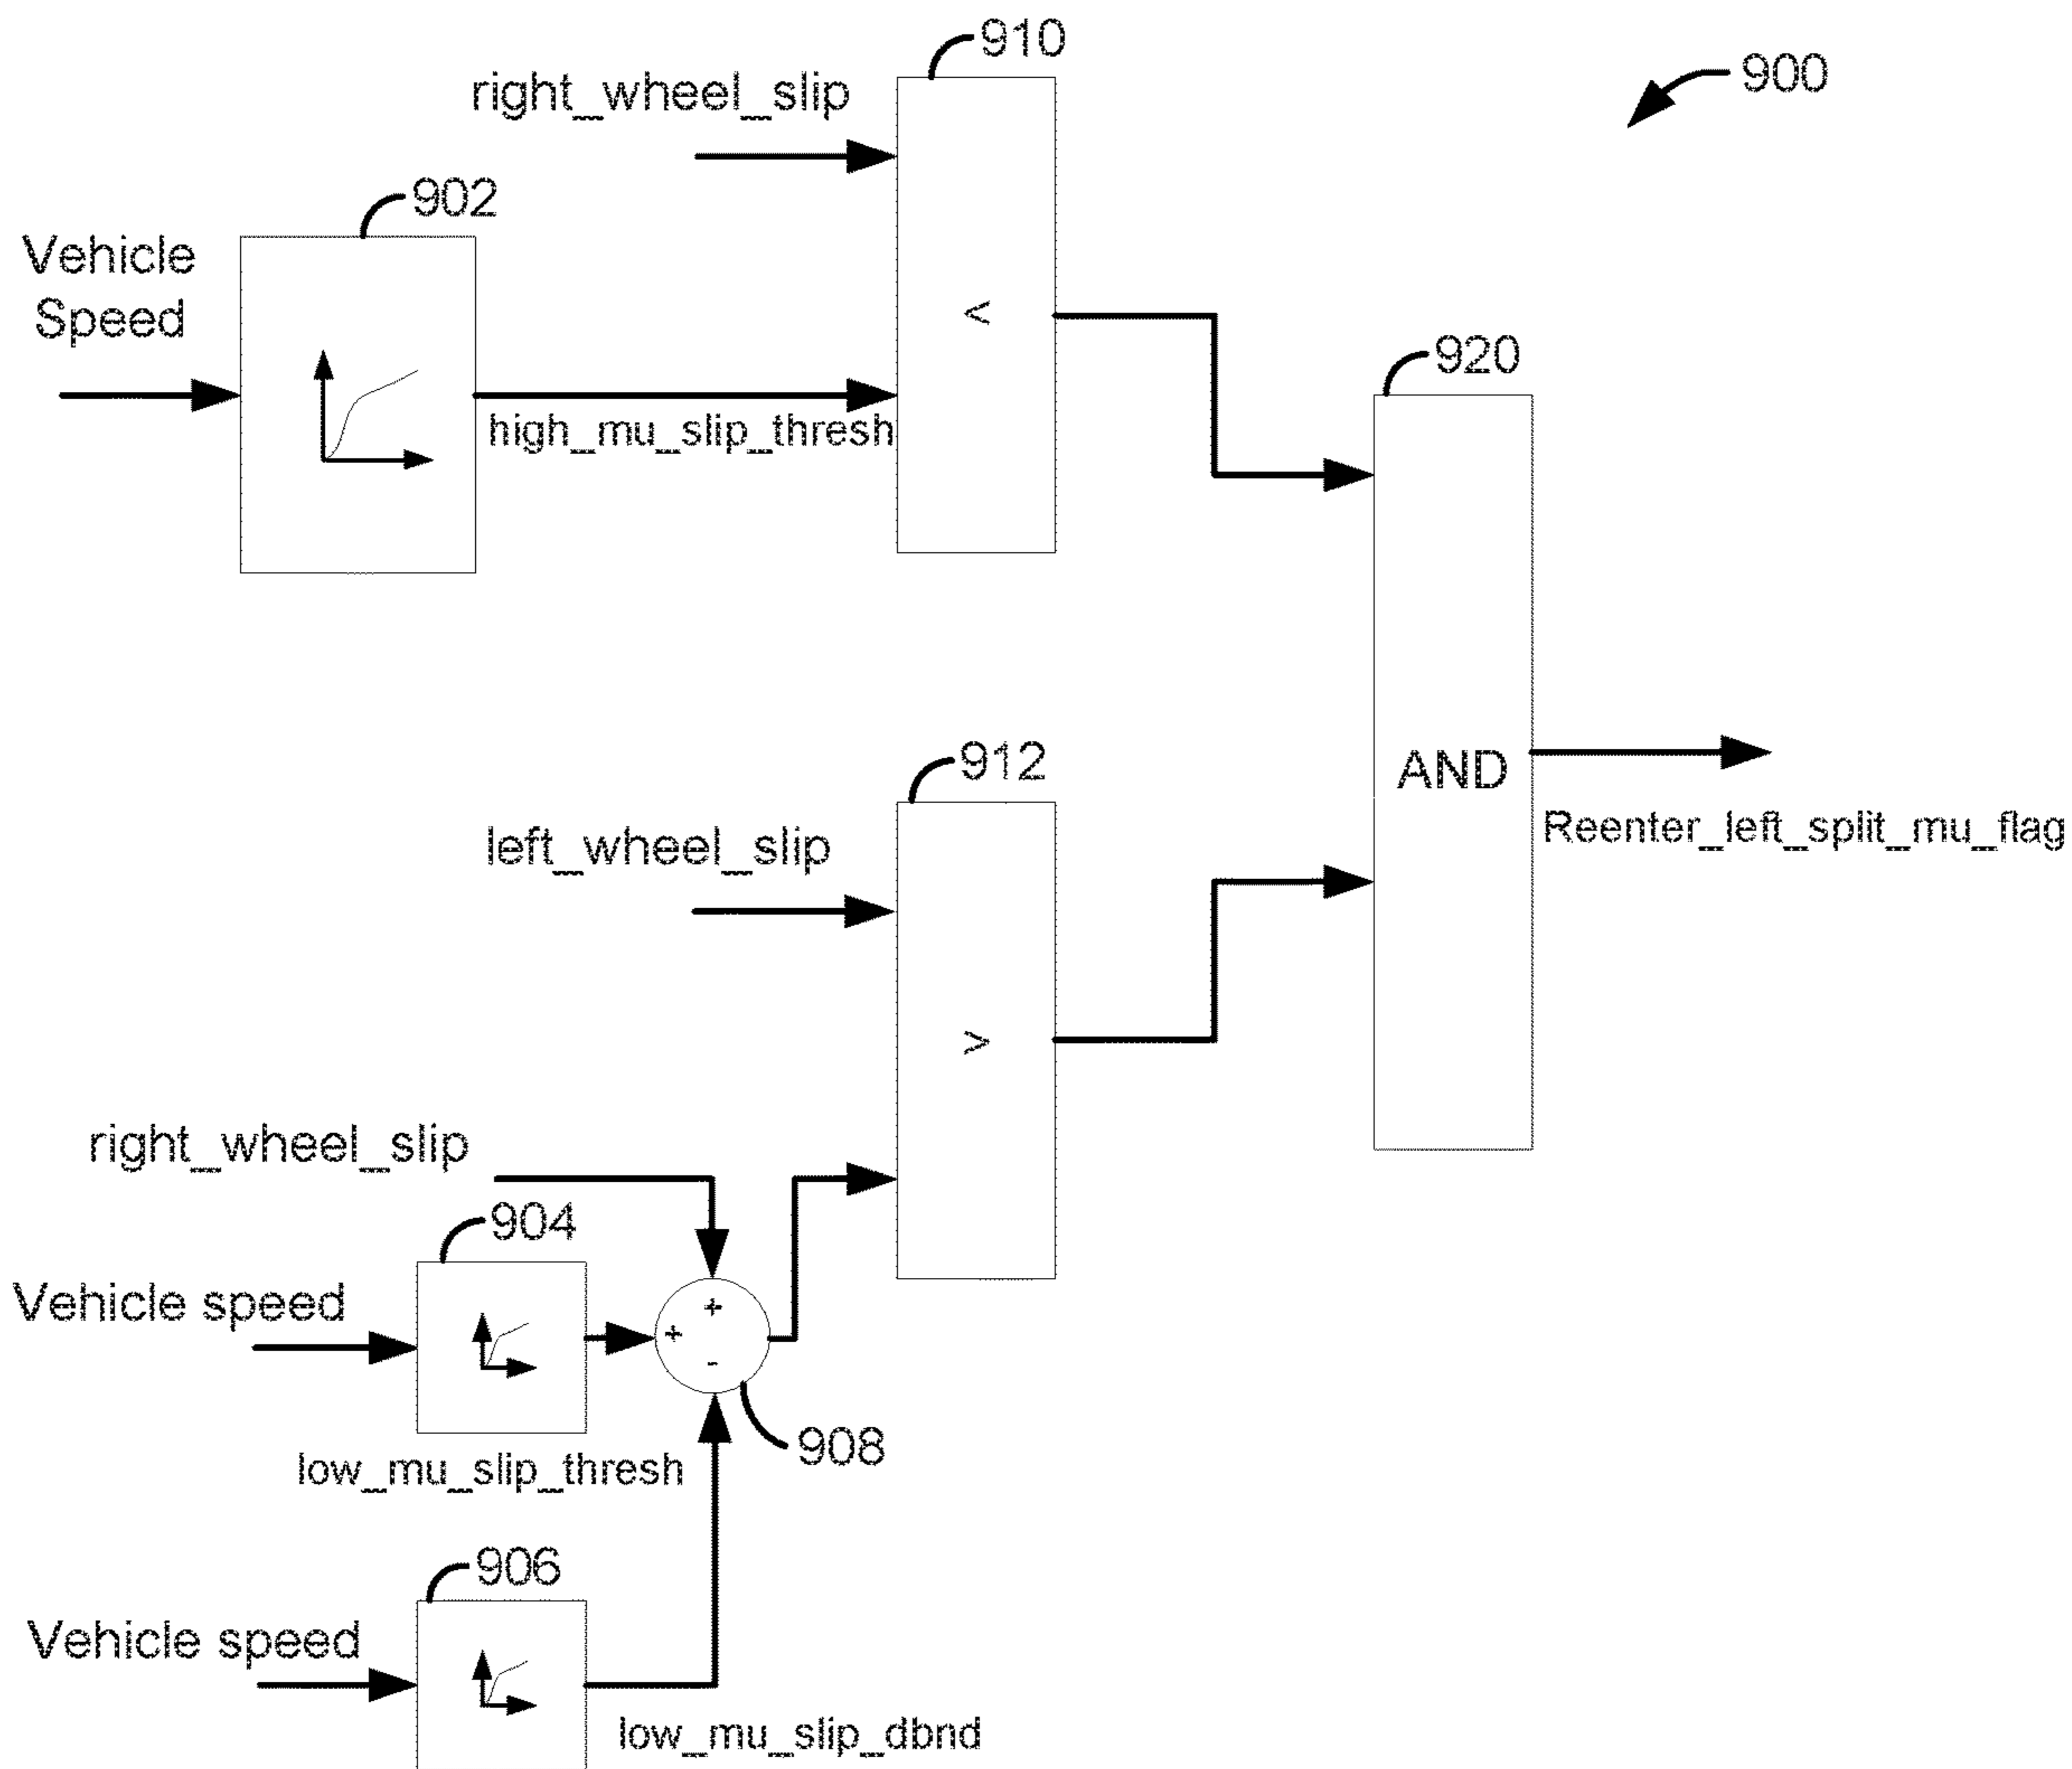 910
900
right_wheel_slip
902
Vehicle
Speed
<
920
high_mu_slip_thresh
912
AND
left_wheel_slip
Reenter_left_split_mu_flag
>
right_wheel_slip
904
Vehicle speed
+
+
-
908
low_mu_slip_thresh
906
Vehicle speed
low_mu_slip_dbnd